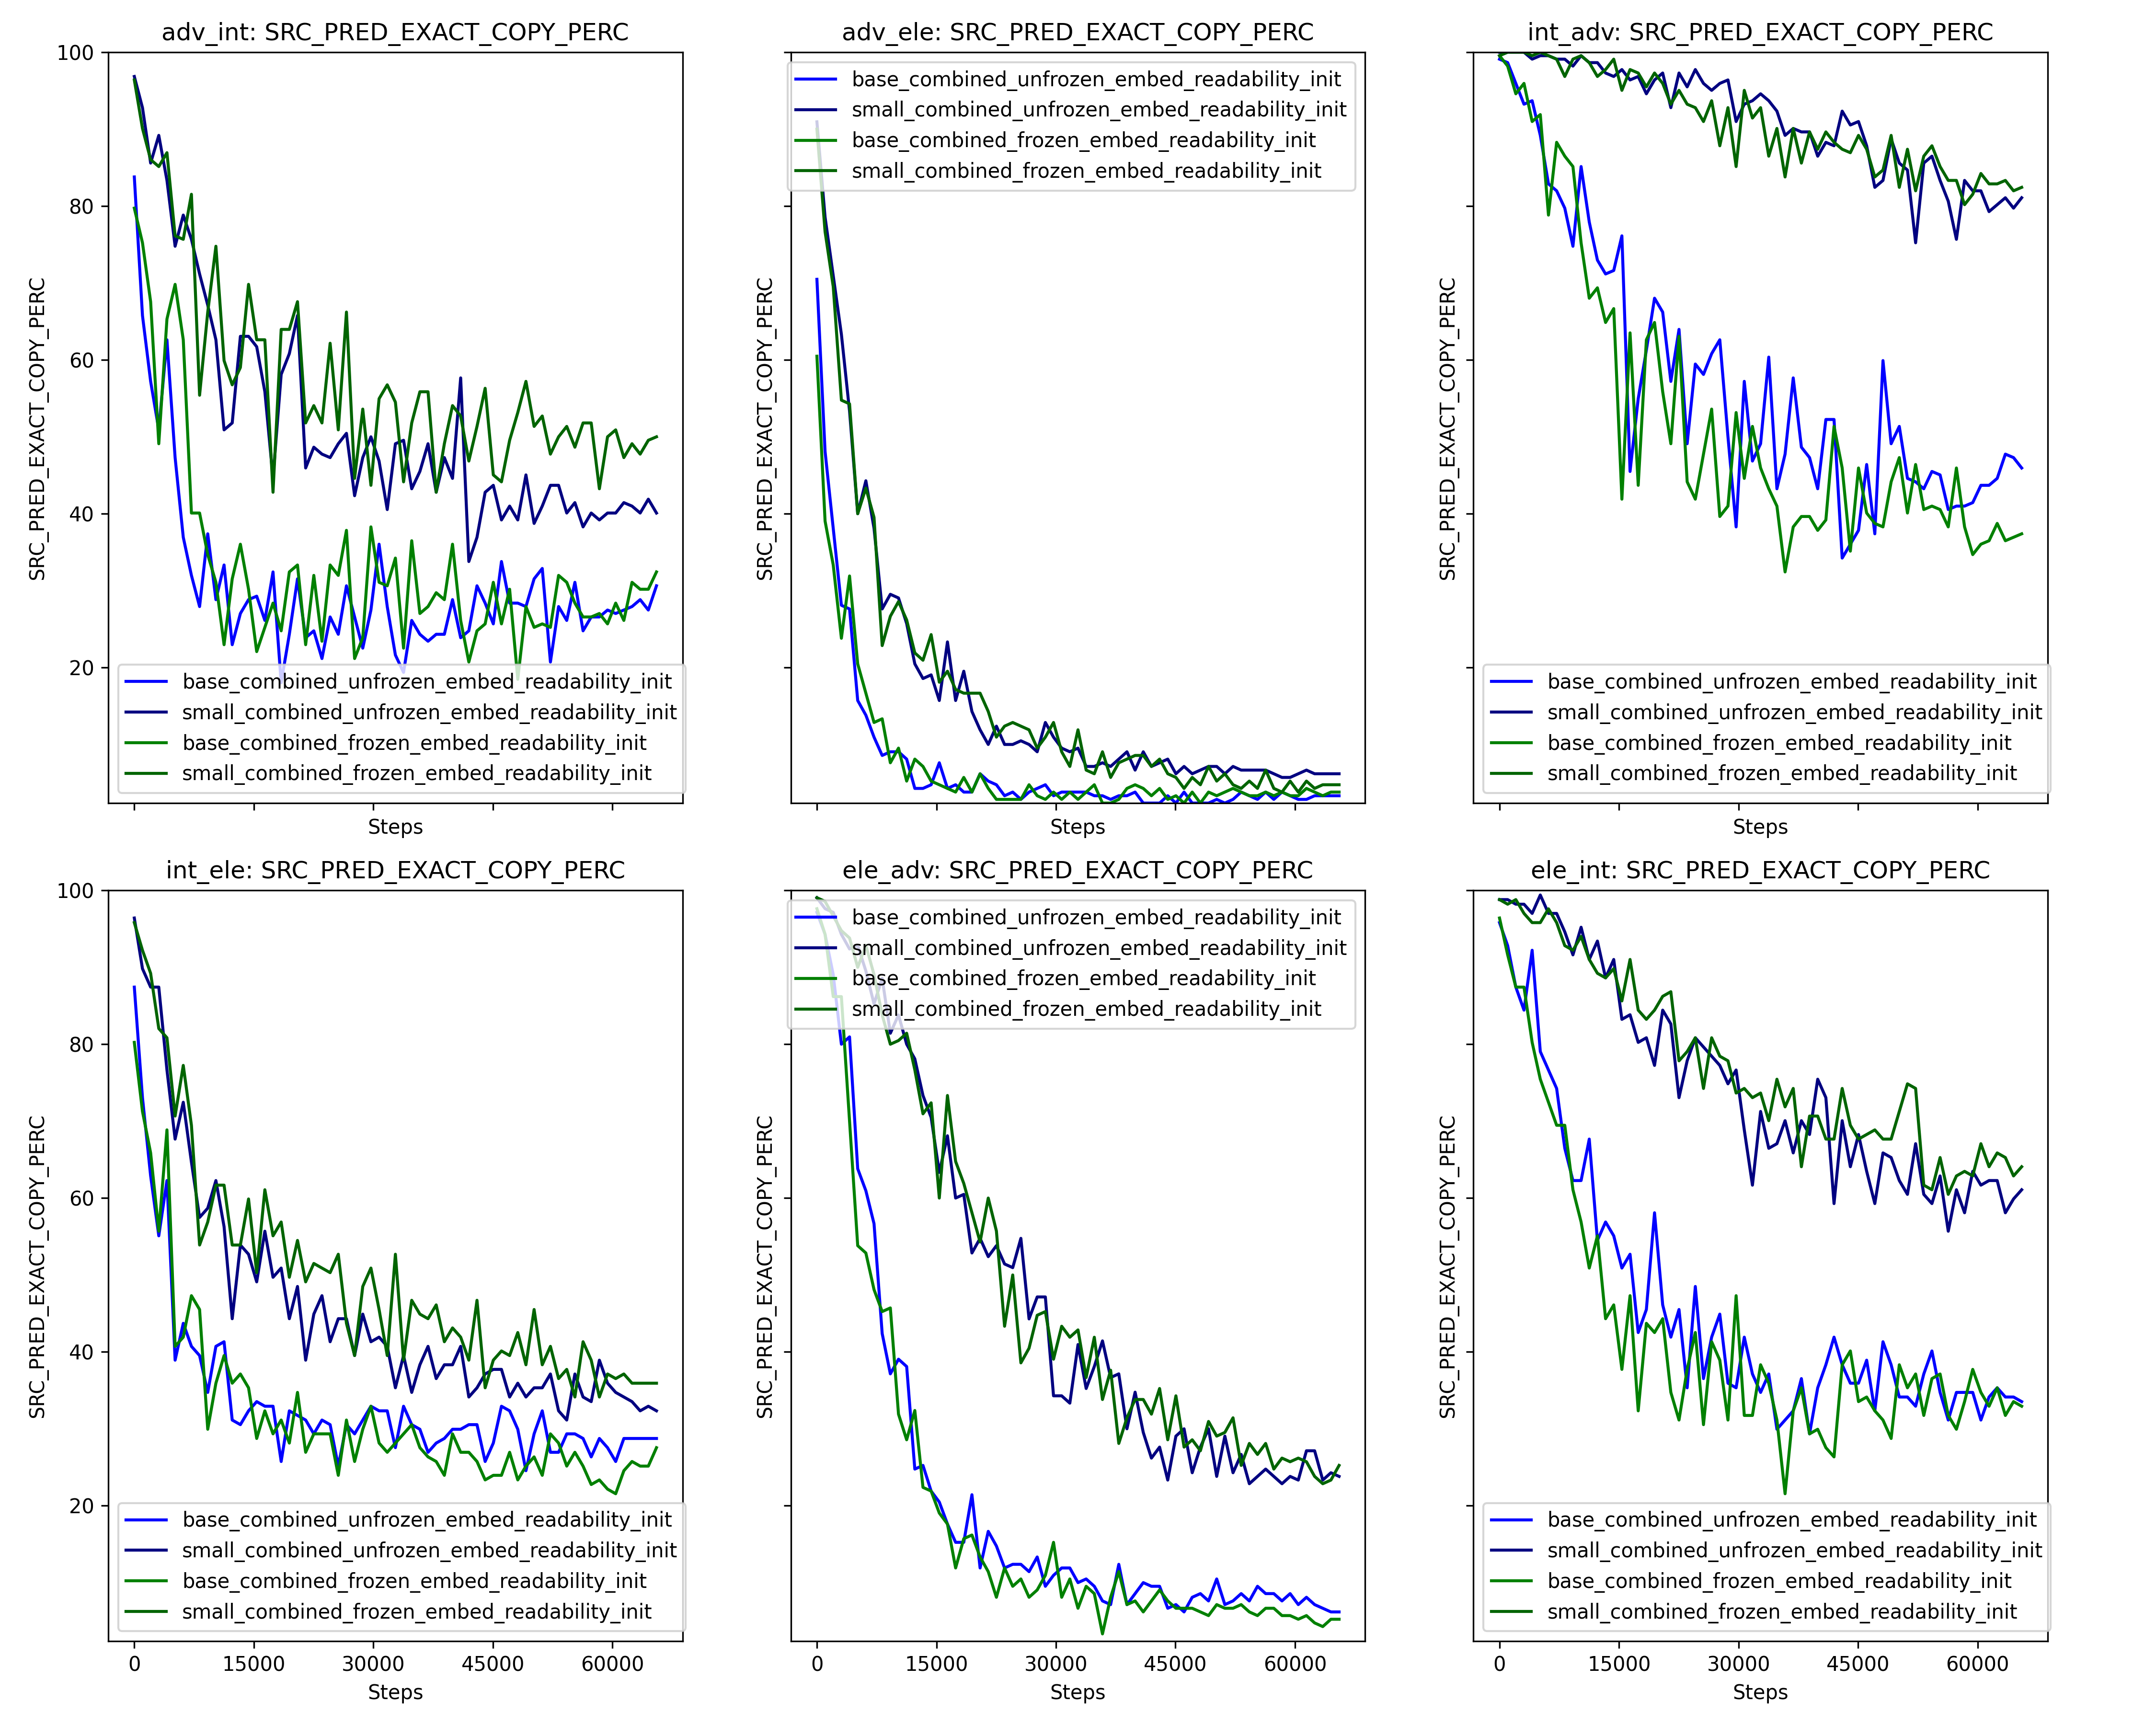 adv_int: SRC_PRED_EXACT_COPY_PERC
100
80
60
40
20
SRC_PRED_EXACT_COPY_PERC
base_combined_unfrozen_embed_readability_init
small_combined_unfrozen_embed_readability_init
base_combined_frozen_embed_readability_init
small_combined_frozen_embed_readability_init
Steps
adv_ele: SRC_PRED_EXACT_COPY_PERC
SRC_PRED_EXACT_COPY_PERC
base_combined_unfrozen_embed_readability_init
small_combined_unfrozen_embed_readability_init
base_combined_frozen_embed_readability_init
small_combined_frozen_embed_readability_init
Steps
int_adv: SRC_PRED_EXACT_COPY_PERC
SRC_PRED_EXACT_COPY_PERC
base_combined_unfrozen_embed_readability_init
small_combined_unfrozen_embed_readability_init
base_combined_frozen_embed_readability_init
small_combined_frozen_embed_readability_init
Steps
int_ele: SRC_PRED_EXACT_COPY_PERC
100
80
60
40
20
SRC_PRED_EXACT_COPY_PERC
base_combined_unfrozen_embed_readability_init
small_combined_unfrozen_embed_readability_init
base_combined_frozen_embed_readability_init
small_combined_frozen_embed_readability_init
0 15000 30000 45000 60000
Steps
ele_adv: SRC_PRED_EXACT_COPY_PERC
SRC_PRED_EXACT_COPY_PERC
base_combined_unfrozen_embed_readability_init
small_combined_unfrozen_embed_readability_init
base_combined_frozen_embed_readability_init
small_combined_frozen_embed_readability_init
0 15000 30000 45000 60000
Steps
ele_int: SRC_PRED_EXACT_COPY_PERC
SRC_PRED_EXACT_COPY_PERC
base_combined_unfrozen_embed_readability_init
small_combined_unfrozen_embed_readability_init
base_combined_frozen_embed_readability_init
small_combined_frozen_embed_readability_init
0 15000 30000 45000 60000
Steps